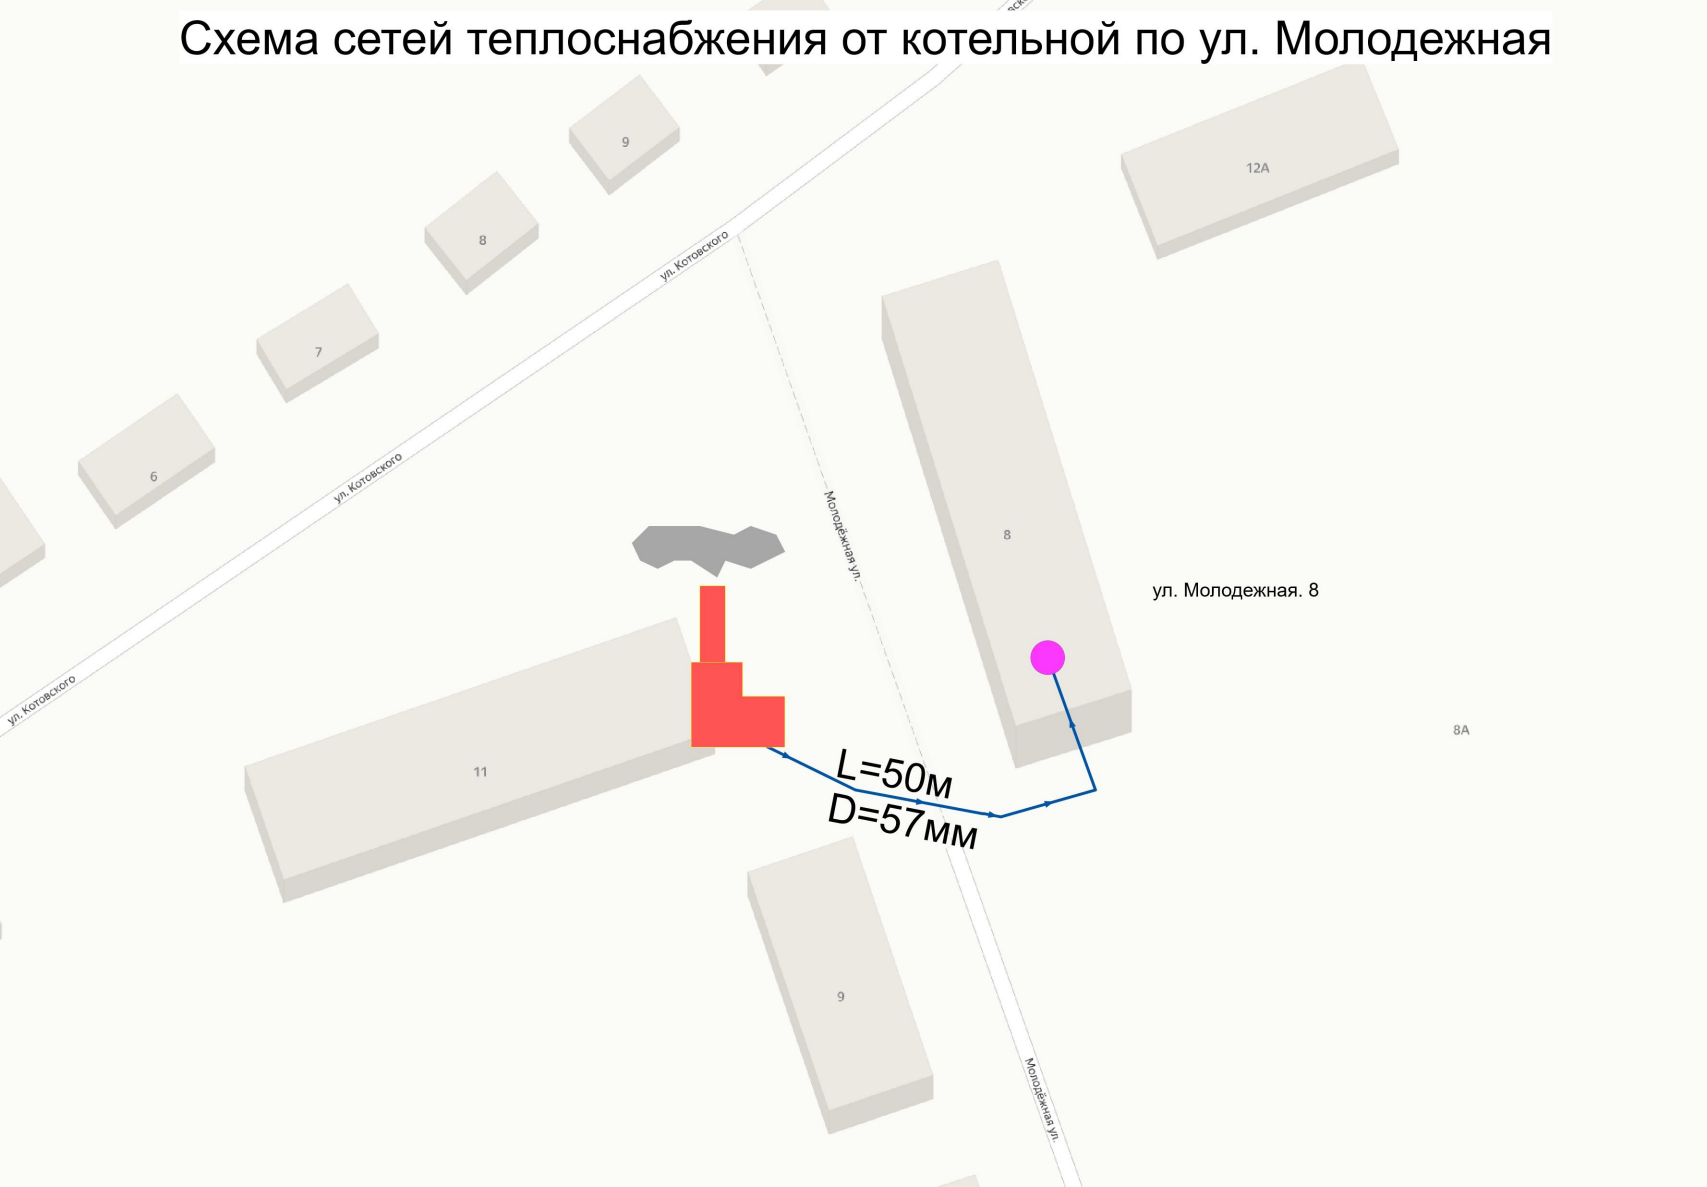 Схема сетей теплоснабжения от котельной по ул. Молодежная
9
12А
8
ул. Котовского
7
ул. Котовского
6
Молодёжная ул.
8
ул. Молодежная. 8
ул. Котовского
8А
11
L=50м
D=57мм
9
Молодёжная ул.